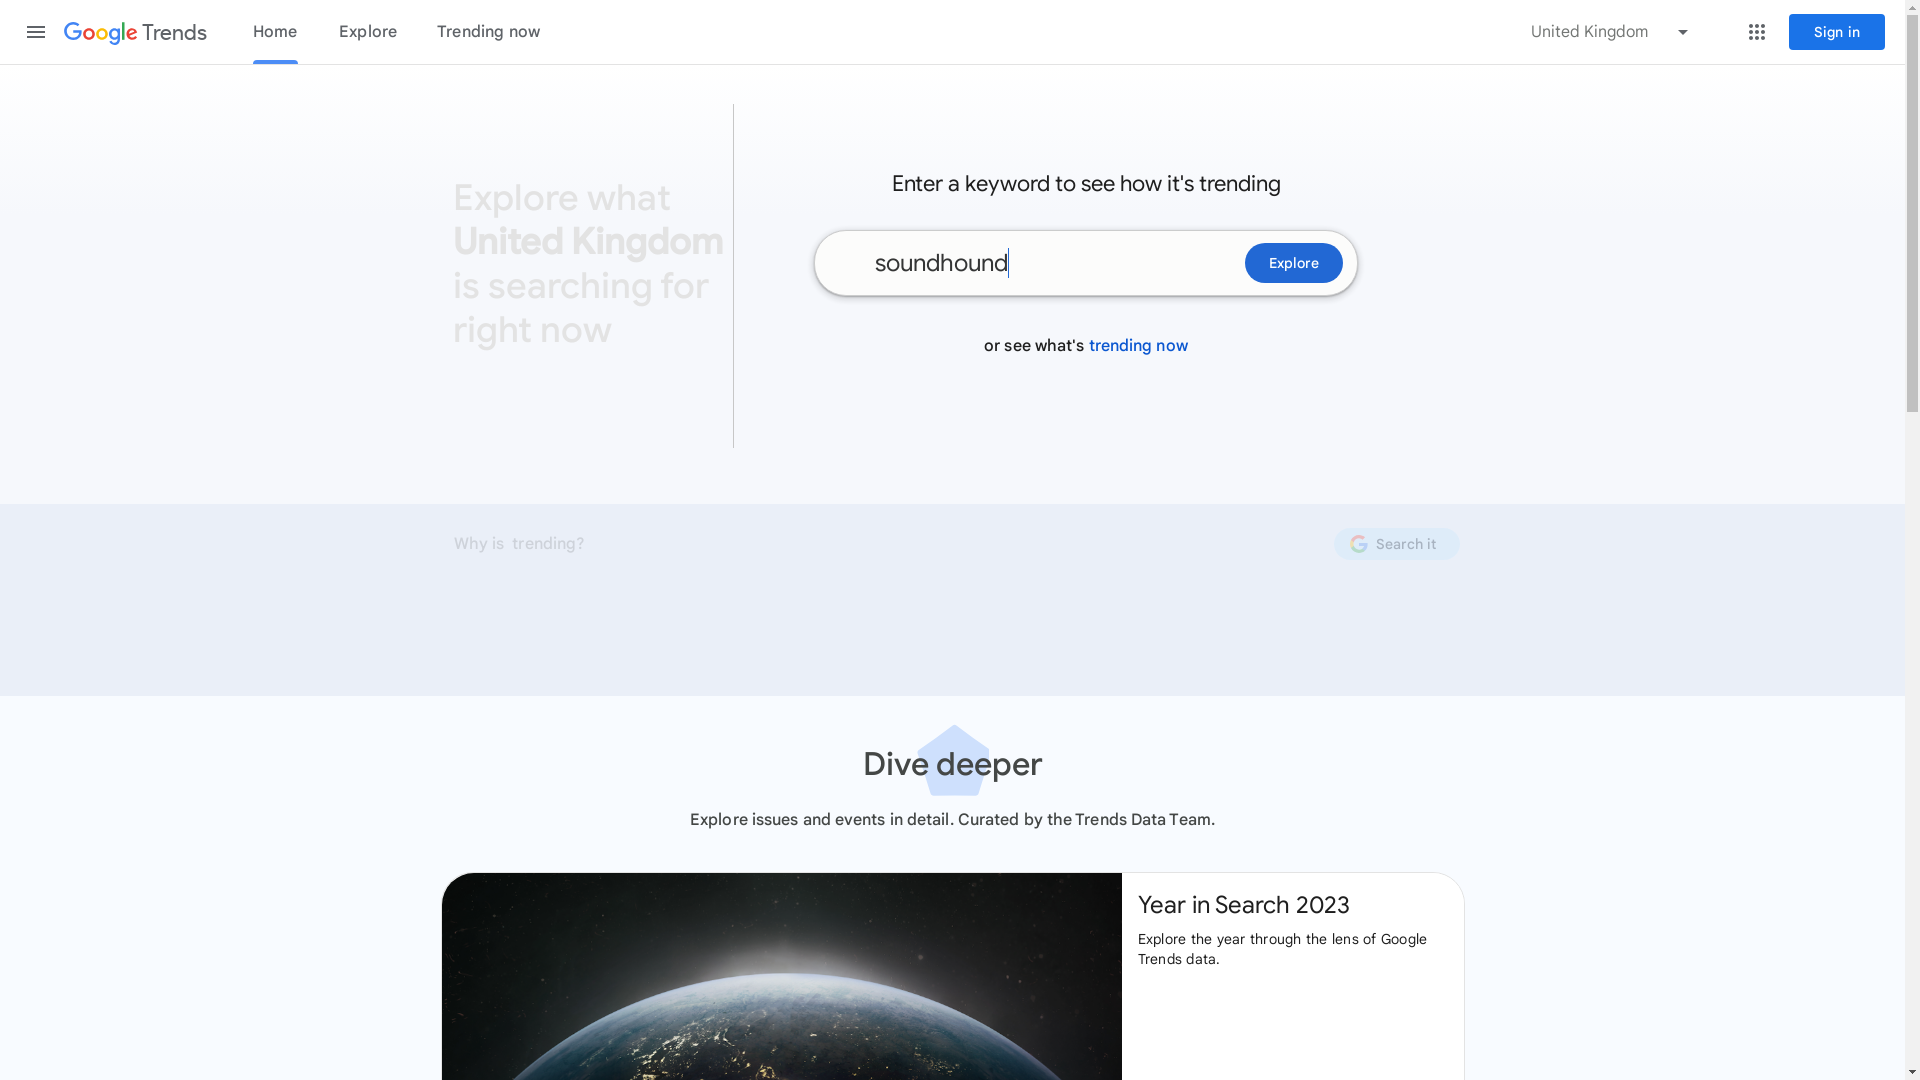 Google Trends
Home
Explore
Trending now
United Kingdom
Sign in
Explore what
United Kingdom
is searching for
right now
Enter a keyword to see how it's trending
soundhound
Explore
or see what's trending now
Why is trending?
Search it
Dive deeper
Explore issues and events in detail. Curated by the Trends Data Team.
Year in Search 2023
Explore the year through the lens of Google
Trends data.